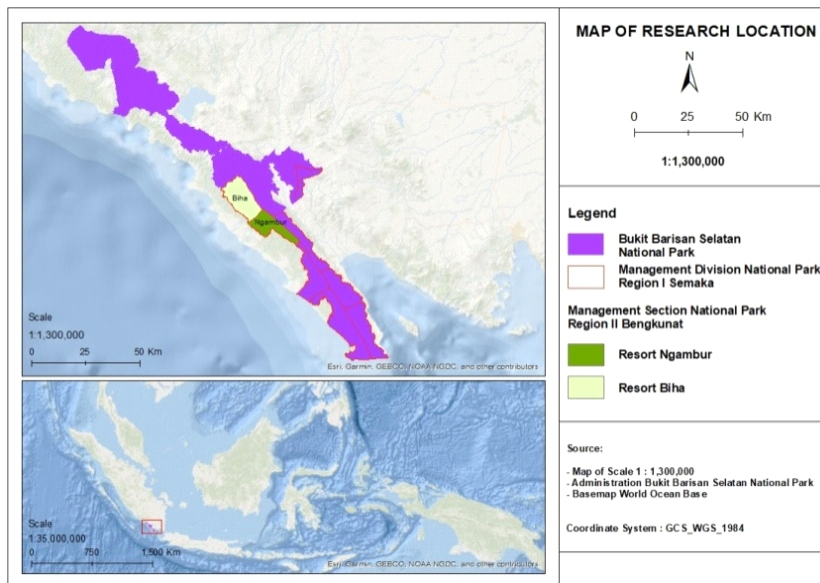 Biha
Ngambur
Scale
1:1,300,000
0 25 50 Km
Esri, Garmin, GEBCO, NOAA NGDC, and other contributors
Scale
1:35,000,000
0 750 1,500 Km
Esri, Garmin, GEBCO, NOAA NGDC, and other contributors
MAP OF RESEARCH LOCATION
N
0 25 50 Km
1:1,300,000
Legend
Bukit Barisan Selatan
National Park
Management Division National Park
Region I Semaka
Management Section National Park
Region II Bengkunat
Resort Ngambur
Resort Biha
Source:
- Map of Scale 1 : 1,300,000
- Administration Bukit Barisan Selatan National Park
- Basemap World Ocean Base
Coordinate System : GCS_WGS_1984